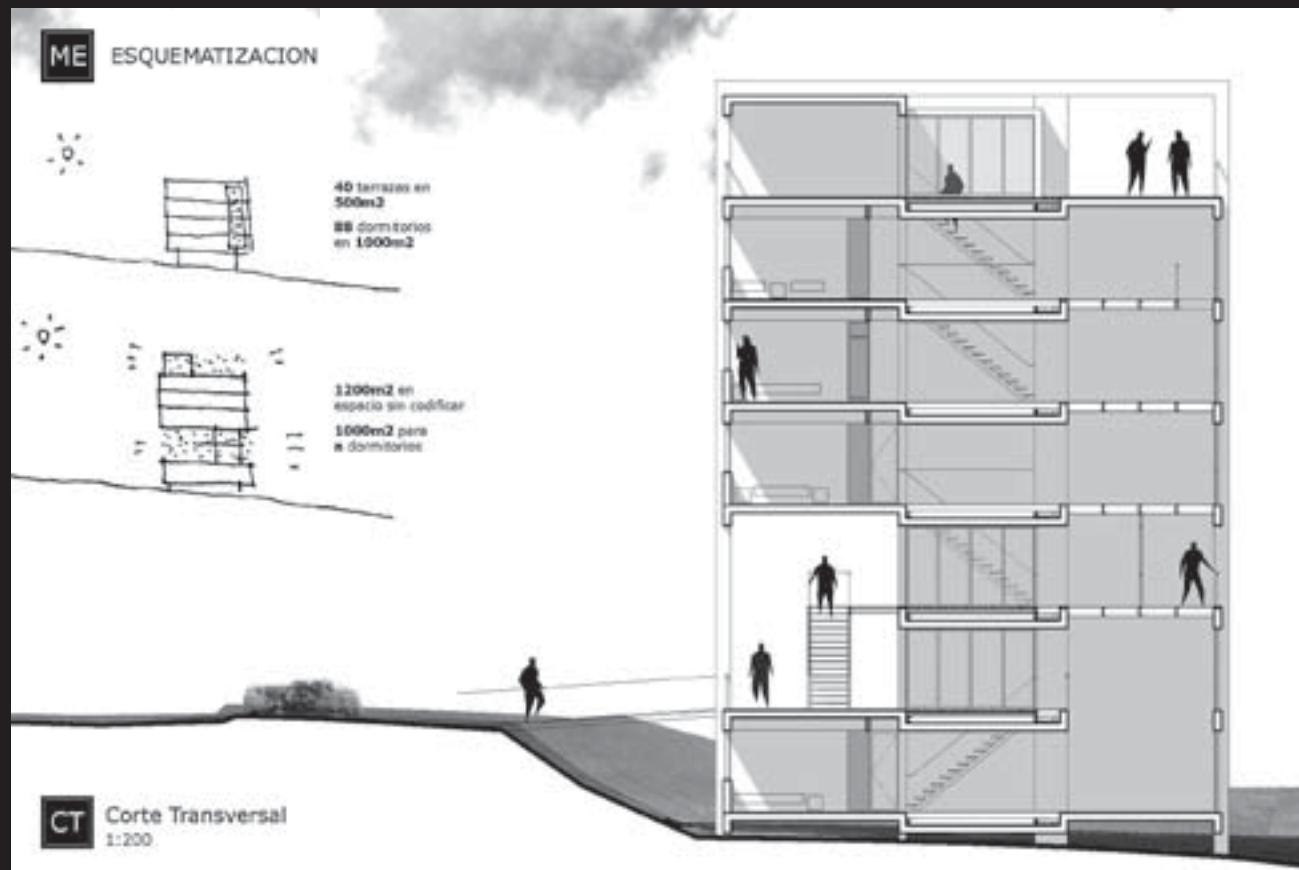 ME ESQUEMATIZACION
40 terrazas en
500m2
88 dormitorios
en 1000m2
1200m2 en
espacio sin codificar
1000m2 para
n dormitorios
CT Corte Transversal
1:200